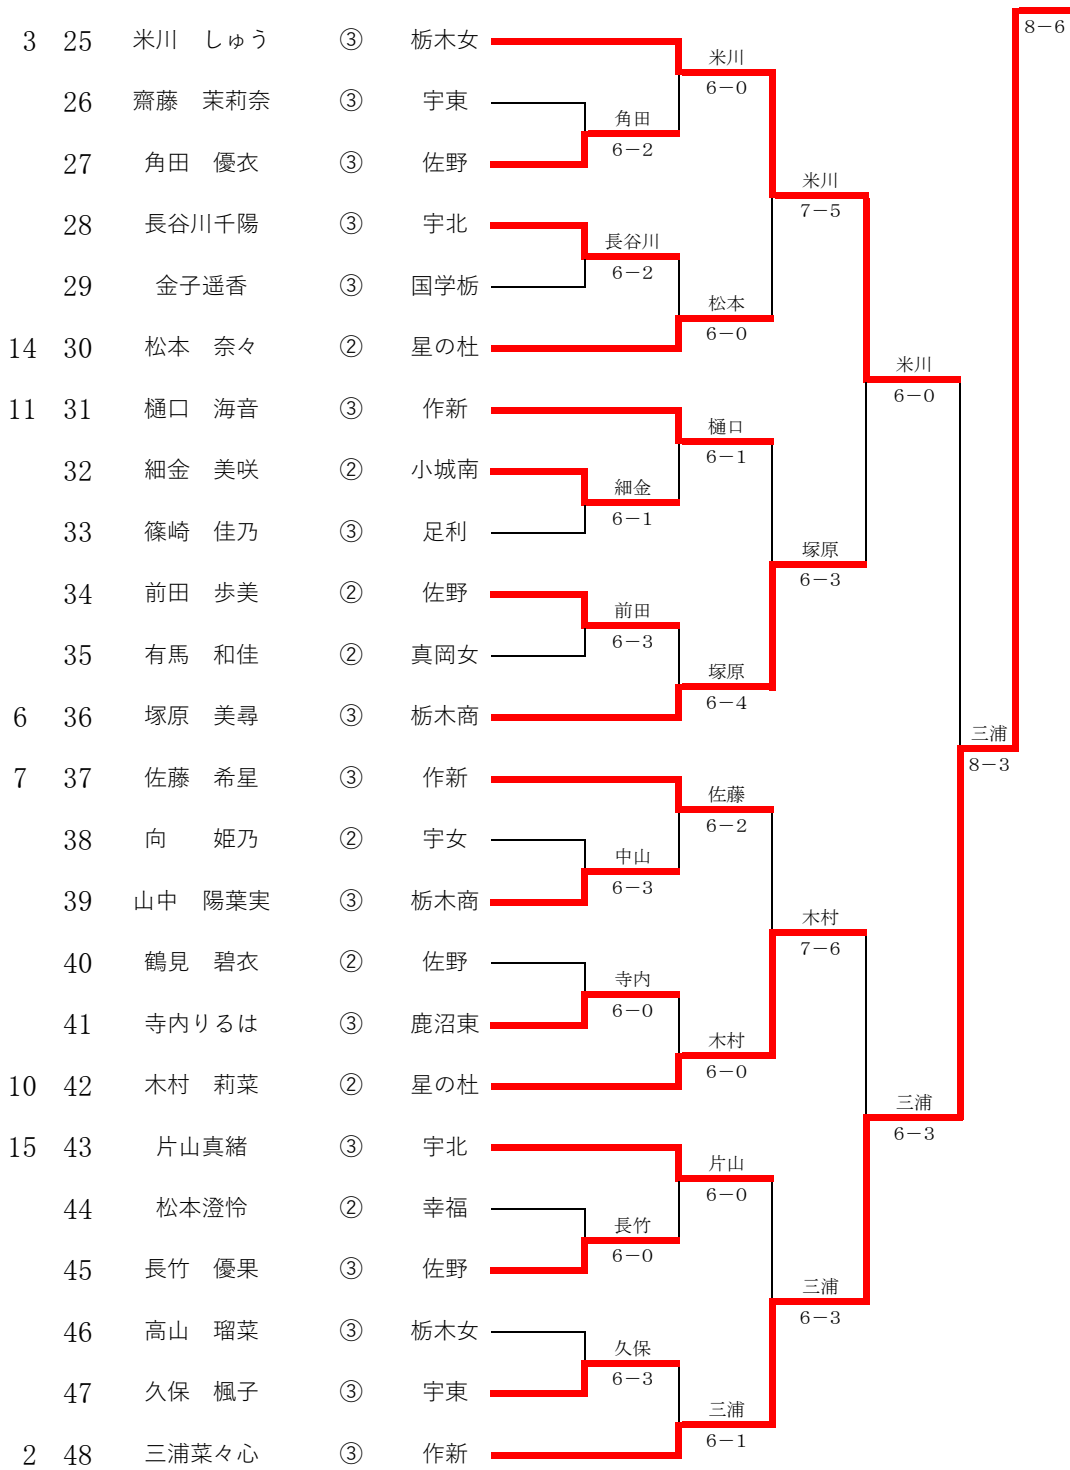 8－6
3 25 米川　しゅう ③ 栃木女
米川
6－0
26 齋藤　茉莉奈 ③ 宇東
角田
6－2
27 角田　優衣 ③ 佐野
米川
7－5
28 長谷川千陽 ③ 宇北
長谷川
6－2
29 金子遥香 ③ 国学栃
松本
6－0
14 30 松本　奈々 ② 星の杜
米川
6－0
11 31 樋口　海音 ③ 作新
樋口
6－1
32 細金　美咲 ② 小城南
細金
6－1
33 篠崎　佳乃 ③ 足利
塚原
6－3
34 前田　歩美 ② 佐野
前田
6－3
35 有馬　和佳 ② 真岡女
塚原
6－4
6 36 塚原　美尋 ③ 栃木商
三浦
8－3
7 37 佐藤　希星 ③ 作新
佐藤
6－2
38 向　　姫乃 ② 宇女
中山
6－3
39 山中　陽葉実 ③ 栃木商
木村
7－6
40 鶴見　碧衣 ② 佐野
寺内
6－0
41 寺内りるは ③ 鹿沼東
木村
6－0
10 42 木村　莉菜 ② 星の杜
三浦
6－3
15 43 片山真緒 ③ 宇北
片山
6－0
44 松本澄怜 ② 幸福
長竹
6－0
45 長竹　優果 ③ 佐野
三浦
6－3
46 高山　瑠菜 ③ 栃木女
久保
6－3
47 久保　楓子 ③ 宇東
三浦
6－1
2 48 三浦菜々心 ③ 作新